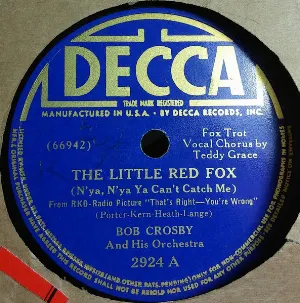 DECCA
TRADE MARK REGISTERED
MANUFACTURED IN U.S.A. · BY DECCA RECORDS, INC.
(66942)
Fox Trot
Vocal Chorus by
Teddy Grace
THE LITTLE RED FOX
(N'ya, N'ya Ya Can't Catch Me)
From RKO-Radio Picture "That's Right—You're Wrong"
(Porter-Kern-Heath-Lange)
BOB CROSBY
And His Orchestra
2924 A